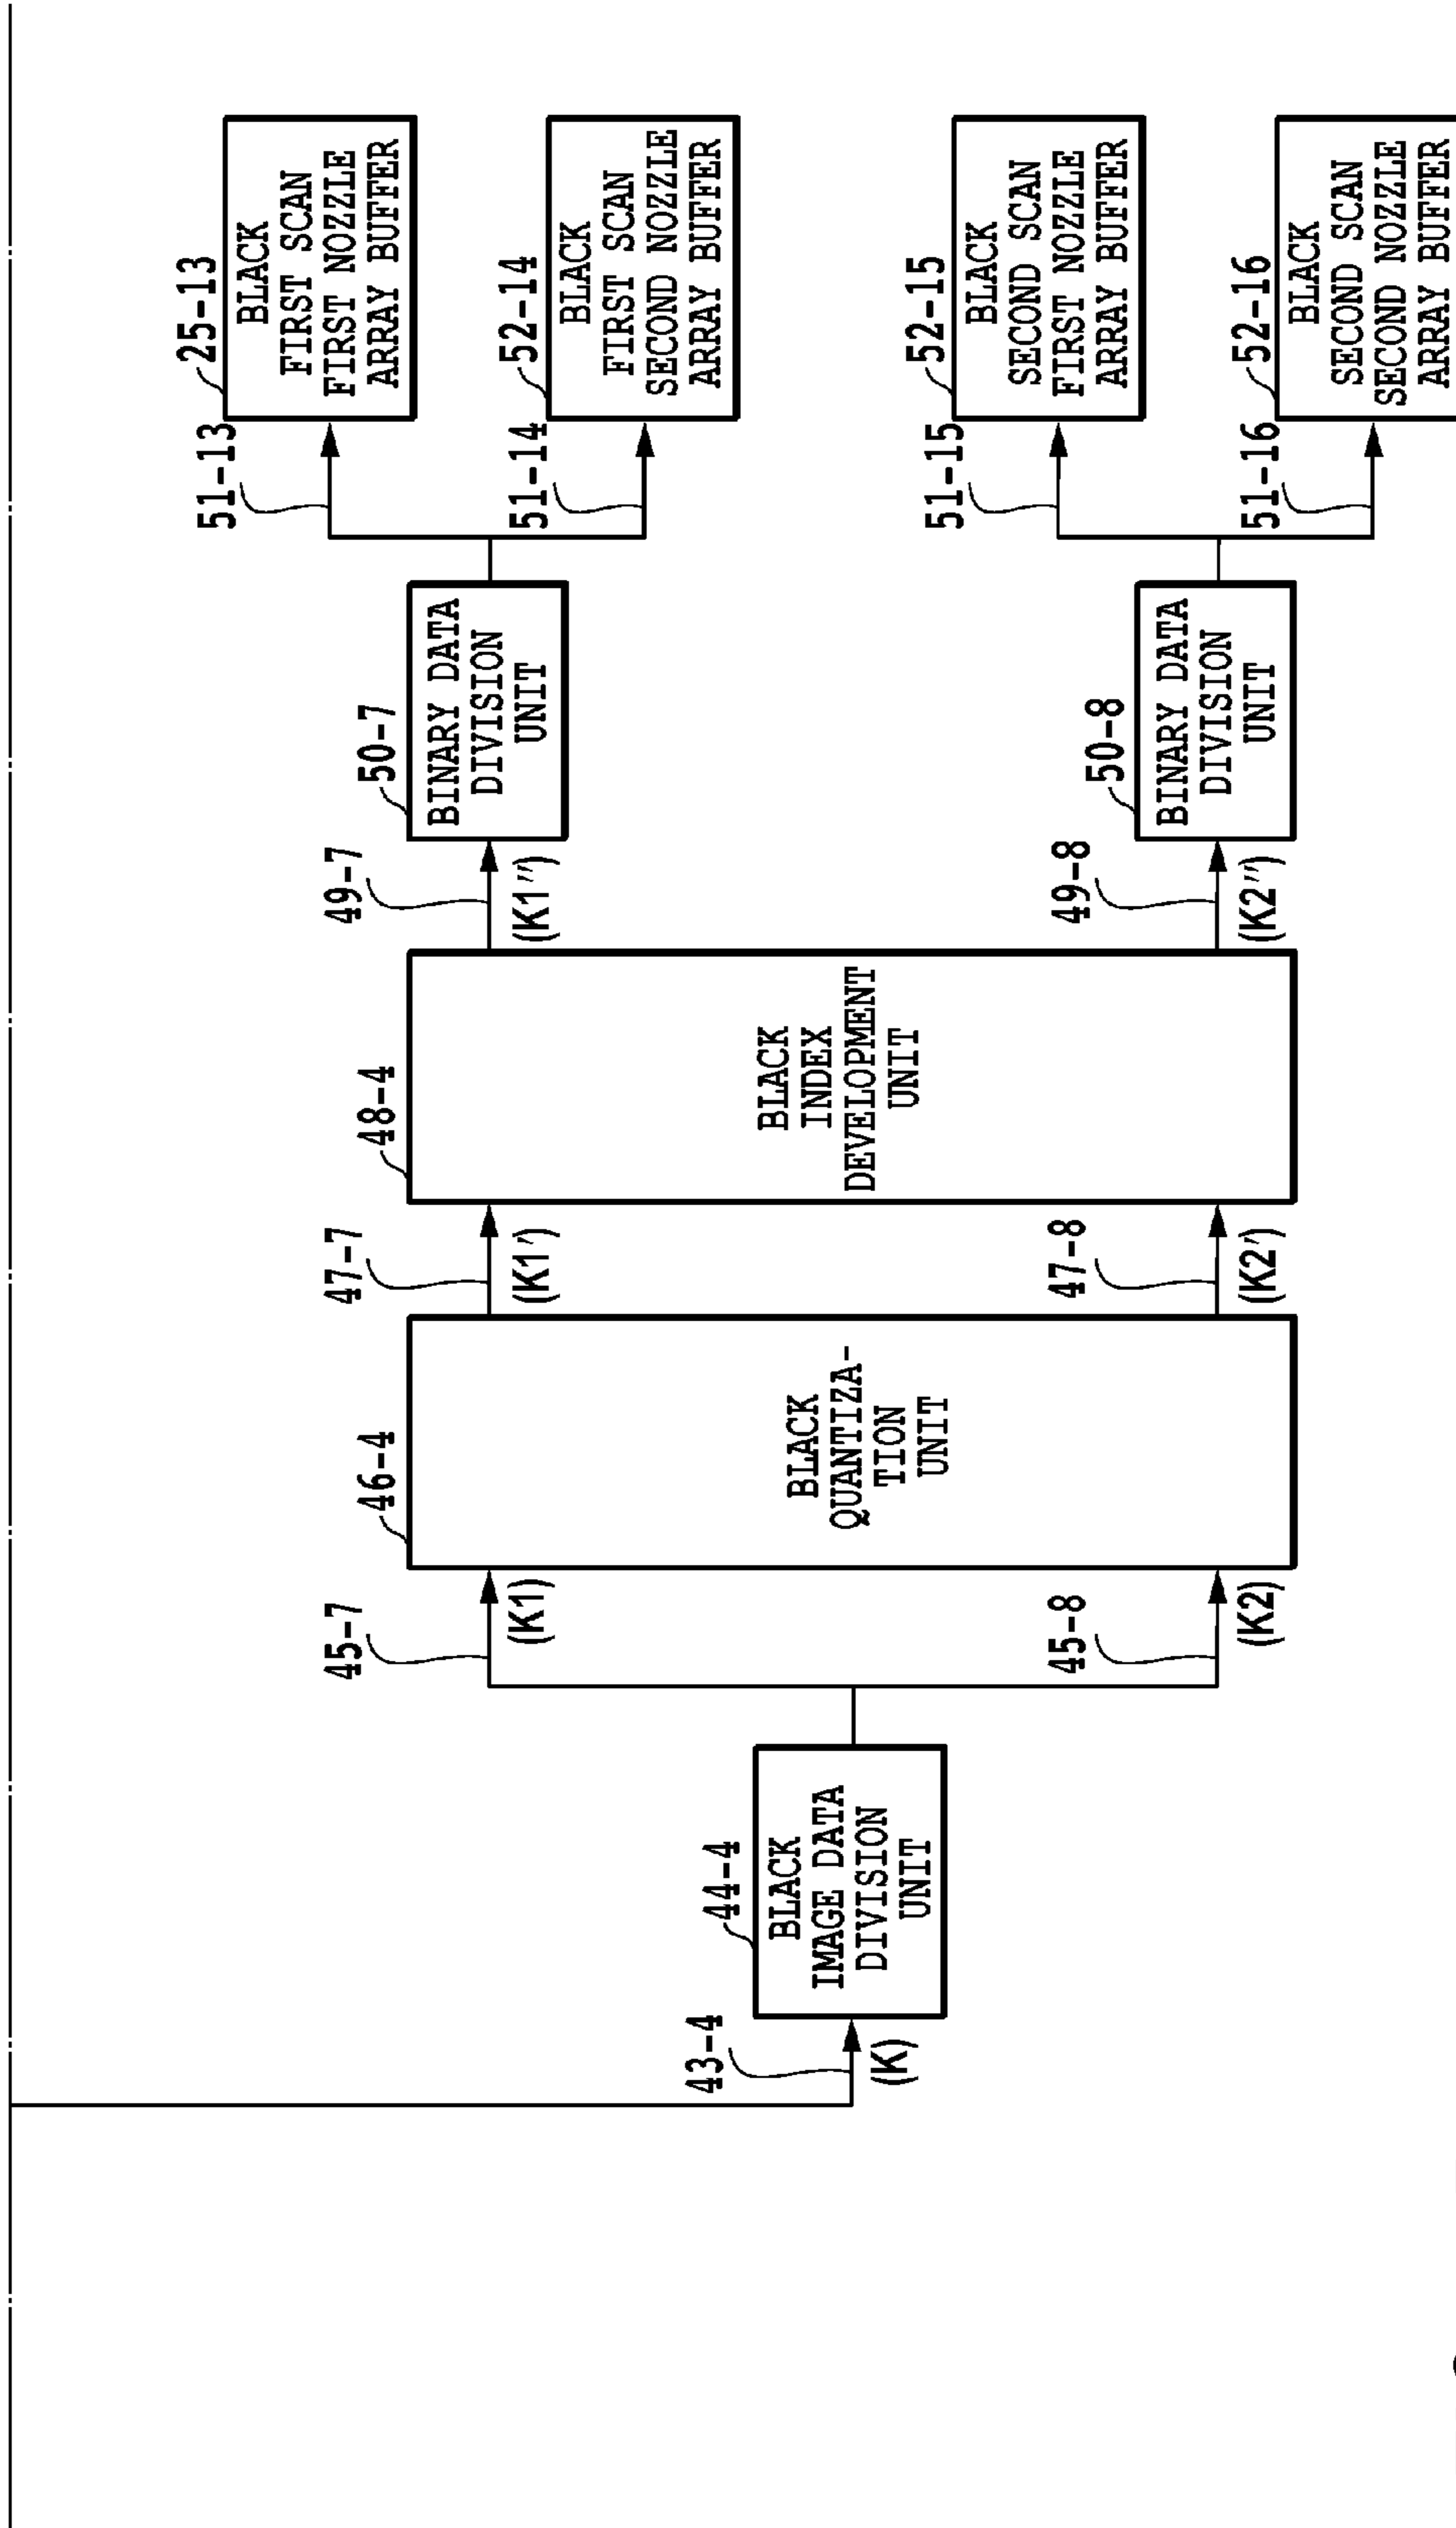 43-4
(K)
44-4
BLACK
IMAGE DATA
DIVISION
UNIT
45-7
(K1)
45-8
(K2)
46-4
BLACK
QUANTIZA-
TION
UNIT
47-7
(K1′)
47-8
(K2′)
48-4
BLACK
INDEX
DEVELOPMENT
UNIT
49-7
(K1″)
49-8
(K2″)
50-7
BINARY DATA
DIVISION
UNIT
50-8
BINARY DATA
DIVISION
UNIT
51-13
25-13
BLACK
FIRST SCAN
FIRST NOZZLE
ARRAY BUFFER
51-14
52-14
BLACK
FIRST SCAN
SECOND NOZZLE
ARRAY BUFFER
51-15
52-15
BLACK
SECOND SCAN
FIRST NOZZLE
ARRAY BUFFER
51-16
52-16
BLACK
SECOND SCAN
SECOND NOZZLE
ARRAY BUFFER